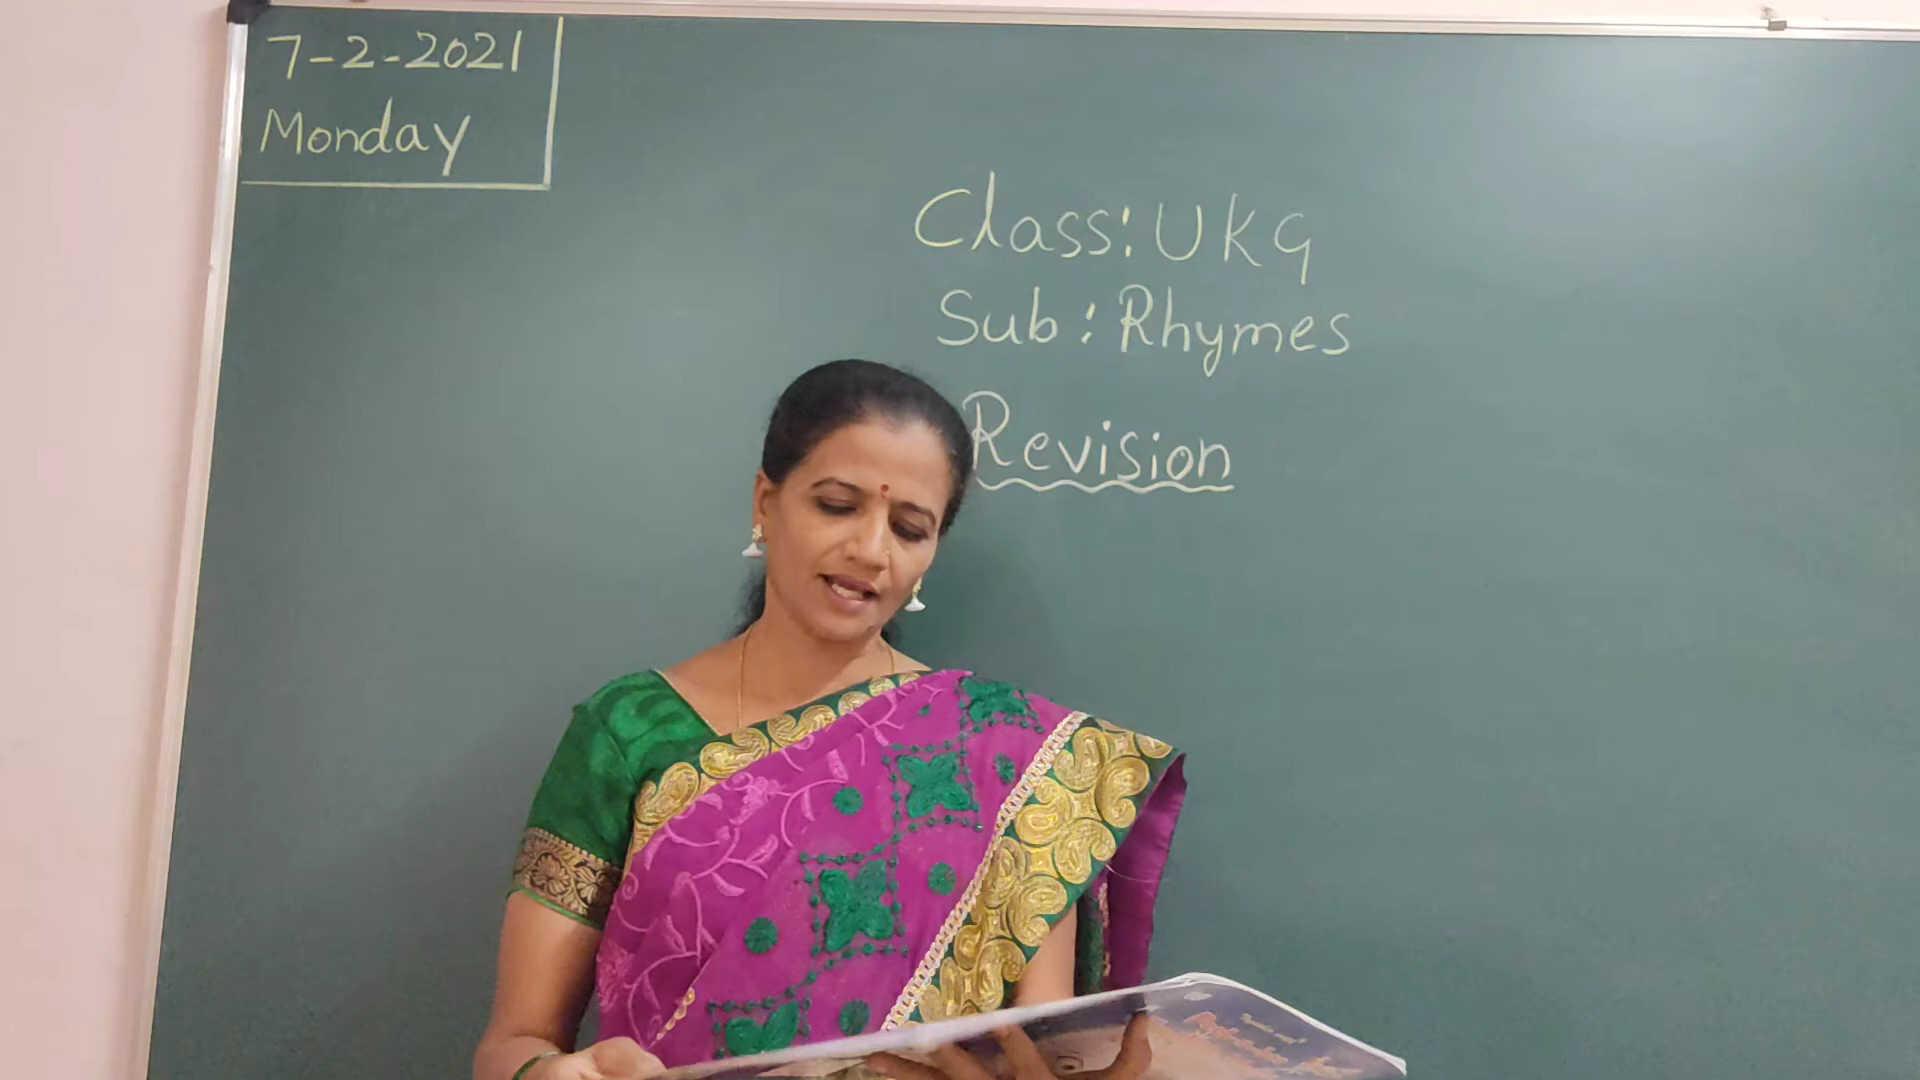 7-2-2021
Monday
Class: UKG
Sub: Rhymes
Revision